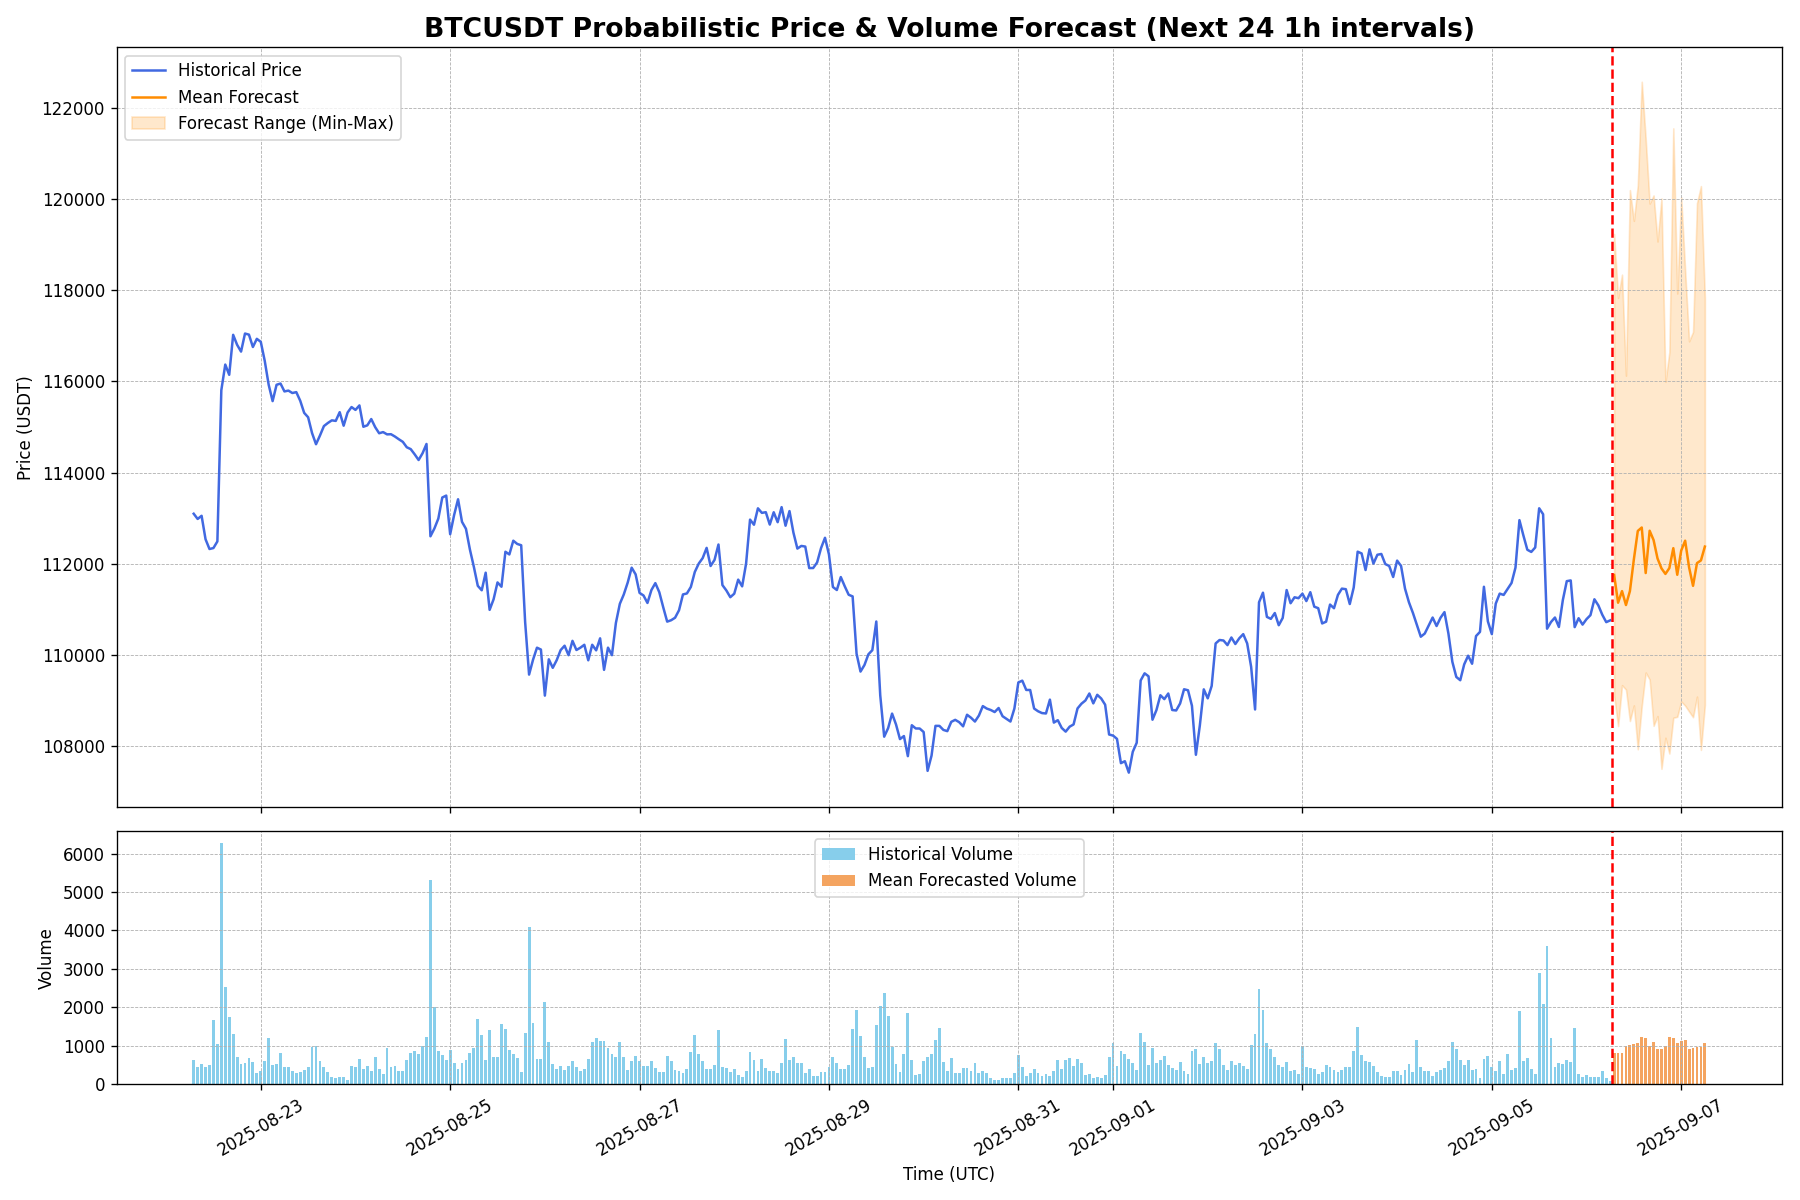 BTCUSDT Probabilistic Price & Volume Forecast (Next 24 1h intervals)
Historical Price
Mean Forecast
Forecast Range (Min-Max)
Price (USDT)
122000
120000
118000
116000
114000
112000
110000
108000
Historical Volume
Mean Forecasted Volume
Volume
6000
5000
4000
3000
2000
1000
0
2025-08-23
2025-08-25
2025-08-27
2025-08-29
2025-08-31
2025-09-01
2025-09-03
2025-09-05
2025-09-07
Time (UTC)